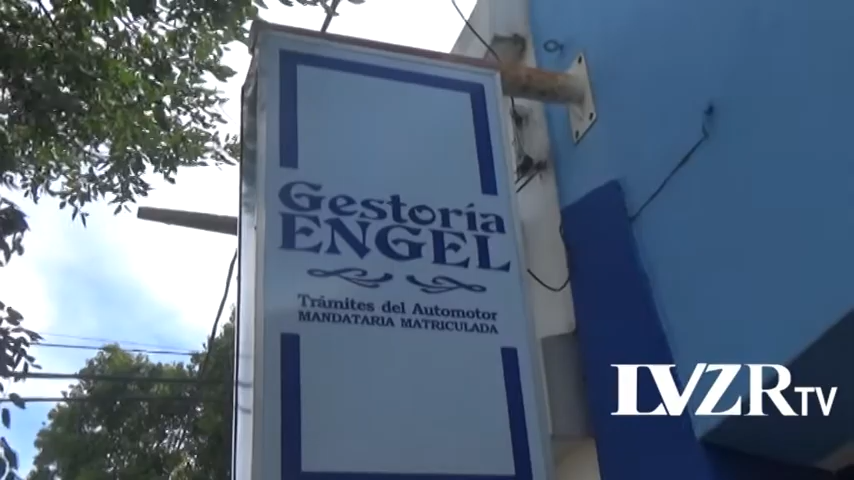 Gestoría
ENGEL
Trámites del Automotor
MANDATARIA MATRICULADA
LVZRTV